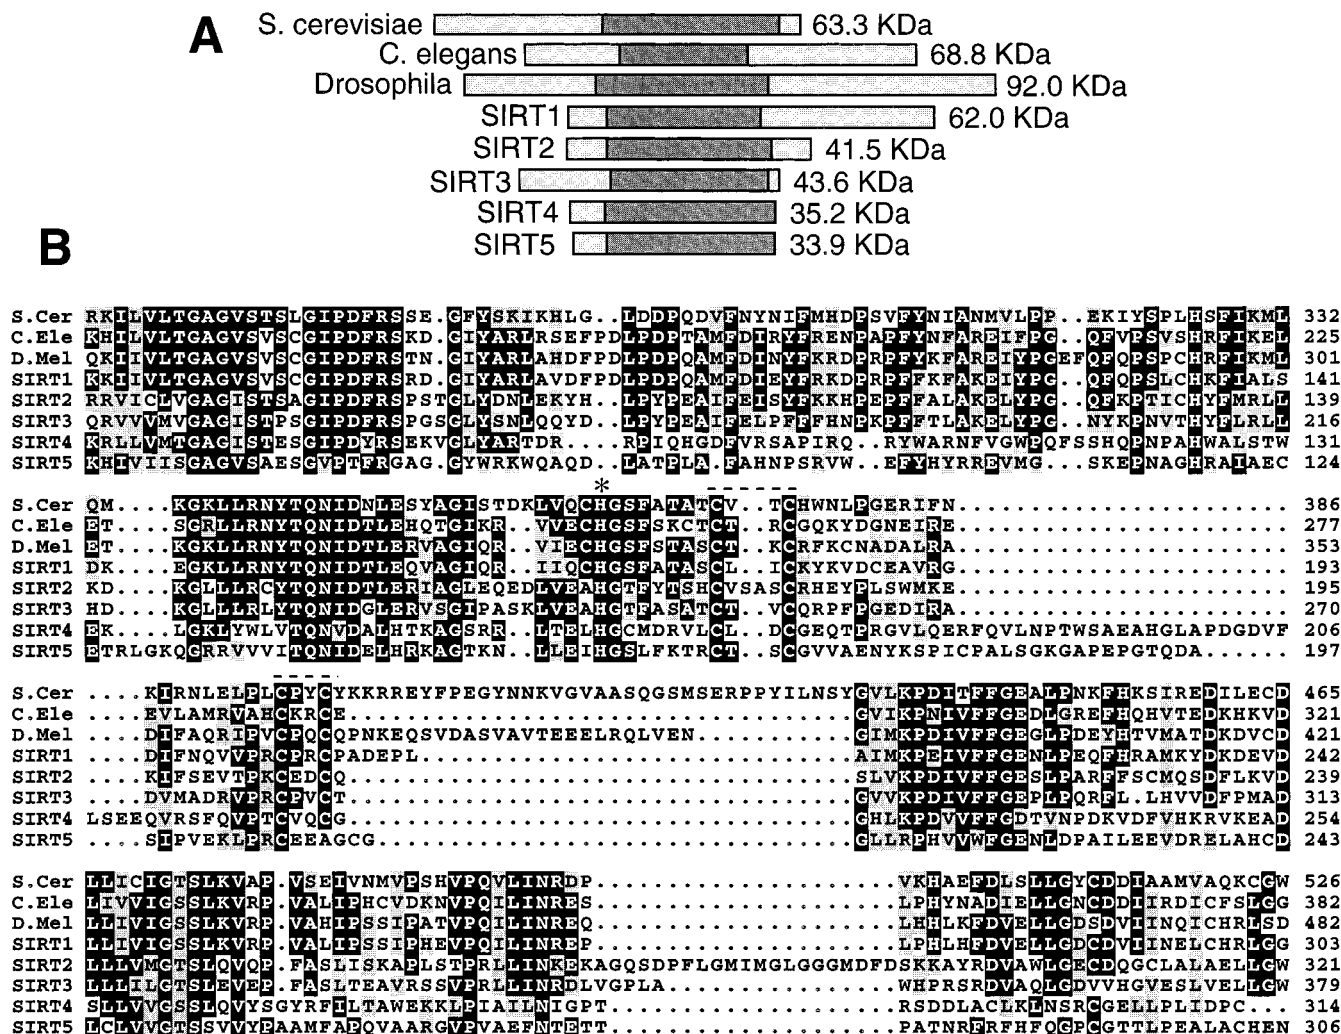 A
S. cerevisiae 63.3 KDa
C. elegans 68.8 KDa
Drosophila 92.0 KDa
SIRT1 62.0 KDa
SIRT2 41.5 KDa
SIRT3 43.6 KDa
SIRT4 35.2 KDa
SIRT5 33.9 KDa
B
S.Cer RKILVLTGAGVSTSLGIPDFRSSE.GFYSKIKHLG..LDDPQDVFNYNIFMHDPSVFYNIANMVLPP..EKIYSPLHSFIKML 332
C.Ele KHILVLTGAGVSVSCGIPDFRSKD.GIYARLRSEFPDLPDPTAMFDIRYFRENPAPFYNFAREIFPG..QFVPSVSHRFIKEL 225
D.Mel QKIIVLTGAGVSVSCGIPDFRSTN.GIYARLAHDFPDLPDPQAMFDINYFKRDPRPFYKFAREIYPGEFQPSPCHRFIKML 301
SIRT1 KKIIVLTGAGVSVSCGIPDFRSRD.GIYARLAVDFPDLPDPQAMFDIEYFRKDPRPFFKFAKEIYPG..QFQPSLCHKFIALS 141
SIRT2 RRVICLVGAGISTSAGIPDFRSPSTGLYDNLEKYH..LPYPEAIFEISYFKKHPEPFFALAKELYPG..QFKPTICHYFMRLL 139
SIRT3 QRVVVMVGAGISTPSGIPDFRSPGSGLYSNLQQYD..LPYPEAIFELPFFFHNPKPFFTLAKELYPG..NYKPNVTHYFLRLL 216
SIRT4 KRLLVMTGAGISTESGIPDYRSEKVGLYARTDR....RPIQHGDFVRSAPIRQ..RYWARNFVGWPQFSSHQPNPAHWALSTW 131
SIRT5 KHIVIISGAGVSAESGVPTFRGAG.GYWRKWQAQD..LATPLA.FAHNPSRVW..EFYHYRREVMG...SKEPNAGHRAIAEC 124
*
S.Cer QM....KGKLLRNYTQNIDNLESYAGISTDKLVQCHGSFATATCV..TCHWNLPGERIFN....................... 386
C.Ele ET....SGRLLRNYTQNIDTLEHQTGIKR..VVECHGSFSKCTCT..RCGQKYDGNEIRE....................... 277
D.Mel ET....KGKLLRNYTQNIDTLERVAGIQR..VIECHGSFSTASCT..KCRFKCNADALRA....................... 353
SIRT1 DK....EGKLLRNYTQNIDTLEQVAGIQR..IIQCHGSFATASCL..ICKYKVDCEAVRG....................... 193
SIRT2 KD....KGLLLRCYTQNIDTLERIAGLEQEDLVEAHGTFYTSHCVSASCRHEYPLSWMKE....................... 195
SIRT3 HD....KGLLLRLYTQNIDGLERVSGIPASKLVEAHGTFASATCT..VCQRPFPGEDIRA....................... 270
SIRT4 EK....LGKLYWLVTQNVDALHTKAGSRR..LTELHGCMDRVLCL..DCGEQTPRGVLQERFQVLNPTWSAEAHGLAPDGDVF 206
SIRT5 ETRLGKQGRRVVVITQNIDELHRKAGTKN..LLEIHGSLFKTRCT..SCGVVAENYKSPICPALSGKGAPEPGTQDA...... 197
S.Cer ....KIRNLELPLCPYCYKKRREYFPEGYNNKVGVAASQGSMSERPPYILNSYGVLKPDITFFGEALPNKFHKSIREDILECD 465
C.Ele ....EVLAMRVAHCKRCE...................................GVIKPNIVFFGEDLGREFHQHVTEDKHKVD 321
D.Mel ....DIFAQRIPVCPQCQPNKEQSVDASVAVTEEELRQLVEN...........GIMKPDIVFFGEGLPDEYHTVMATDKDVCD 421
SIRT1 ....DIFNQVVPRCPRCPADEPL..............................AIMKPEIVFFGENLPEQFHRAMKYDKDEVD 242
SIRT2 ....KIFSEVTPKCEDCQ...................................SLVKPDIVFFGESLPARFFSCMQSDFLKVD 239
SIRT3 ....DVMADRVPRCPVCT...................................GVVKPDIVFFGEPLPQRFL.LHVVDFPMAD 313
SIRT4 LSEEQVRSFQVPTCVQCG...................................GHLKPDVVFFGDTVNPDKVDFVHKRVKEAD 254
SIRT5 ....SIPVEKLPRCEEAGCG.................................GLLRPHVVWFGENLDPAILEEVDRELAHCD 243
S.Cer LLICIGTSLKVAP.VSEIVNMVPSHVPQVLINRDP.....................VKHAEFDLSLLGYCDDIAAMVAQKCGW 526
C.Ele LIVVIGSSLKVRP.VALIPHCVDKNVPQILINRES.....................LPHYNADIELLGNCDDIIRDICFSLGG 382
D.Mel LLIVIGSSLKVRP.VAHIPSSIPATVPQILINREQ.....................LHHLKFDVELLGDSDVIINQICHRLSD 482
SIRT1 LLIVIGSSLKVRP.VALIPSSIPHEVPQILINREP.....................LPHLHFDVELLGDCDVIINELCHRLGG 303
SIRT2 LLLVMGTSLQVQP.FASLISKAPLSTPRLLINKEKAGQSDPFLGMIMGLGGGMDFDSKKAYRDVAWLGECDQGCLALAELLGW 321
SIRT3 LLLILGTSLEVEP.FASLTEAVRSSVPRLLINRDLVGPLA................WHPRSRDVAQLGDVVHGVESLVELLGW 379
SIRT4 SLLVVGSSLQVYSGYRFILTAWEKKLPIAILNIGPT....................RSDDLACLKLNSRCGELLPLIDPC... 314
SIRT5 LCLVVGTSSVVYPAAMFAPQVAARGVPVAEFNTETT....................PATNRFRFHFQGPCGTTLPEALACHEN 306